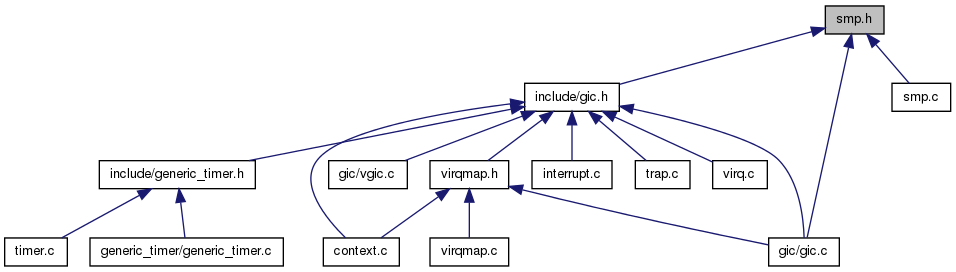 smp.h
include/gic.h
smp.c
include/generic_timer.h
gic/vgic.c
virqmap.h
interrupt.c
trap.c
virq.c
timer.c
generic_timer/generic_timer.c
context.c
virqmap.c
gic/gic.c